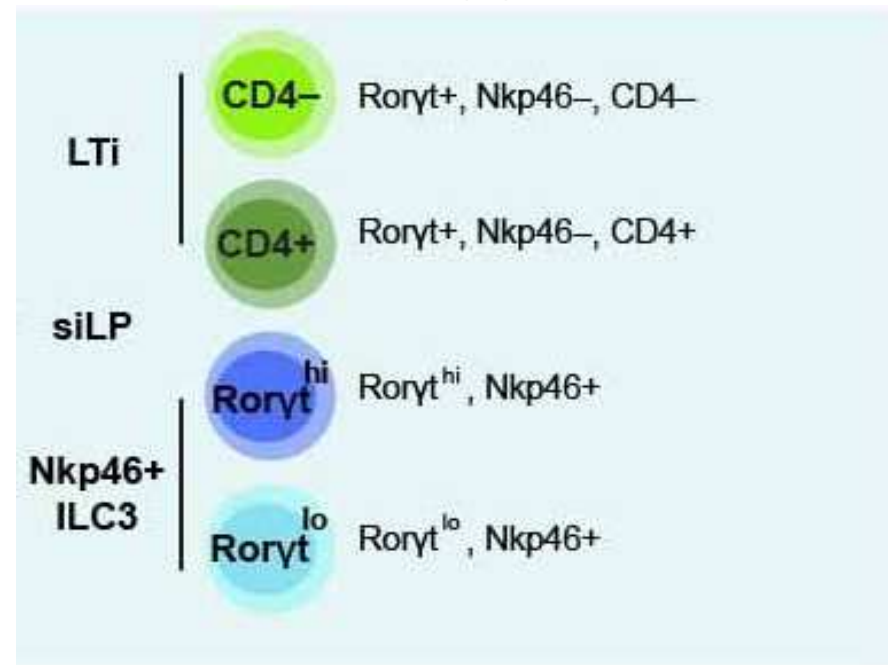 CD4–
Rorγt+, Nkp46–, CD4–
LTi
CD4+
Rorγt+, Nkp46–, CD4+
siLP
Rorγt^hi
Rorγt^hi, Nkp46+
Nkp46+
ILC3
Rorγt^lo
Rorγt^lo, Nkp46+